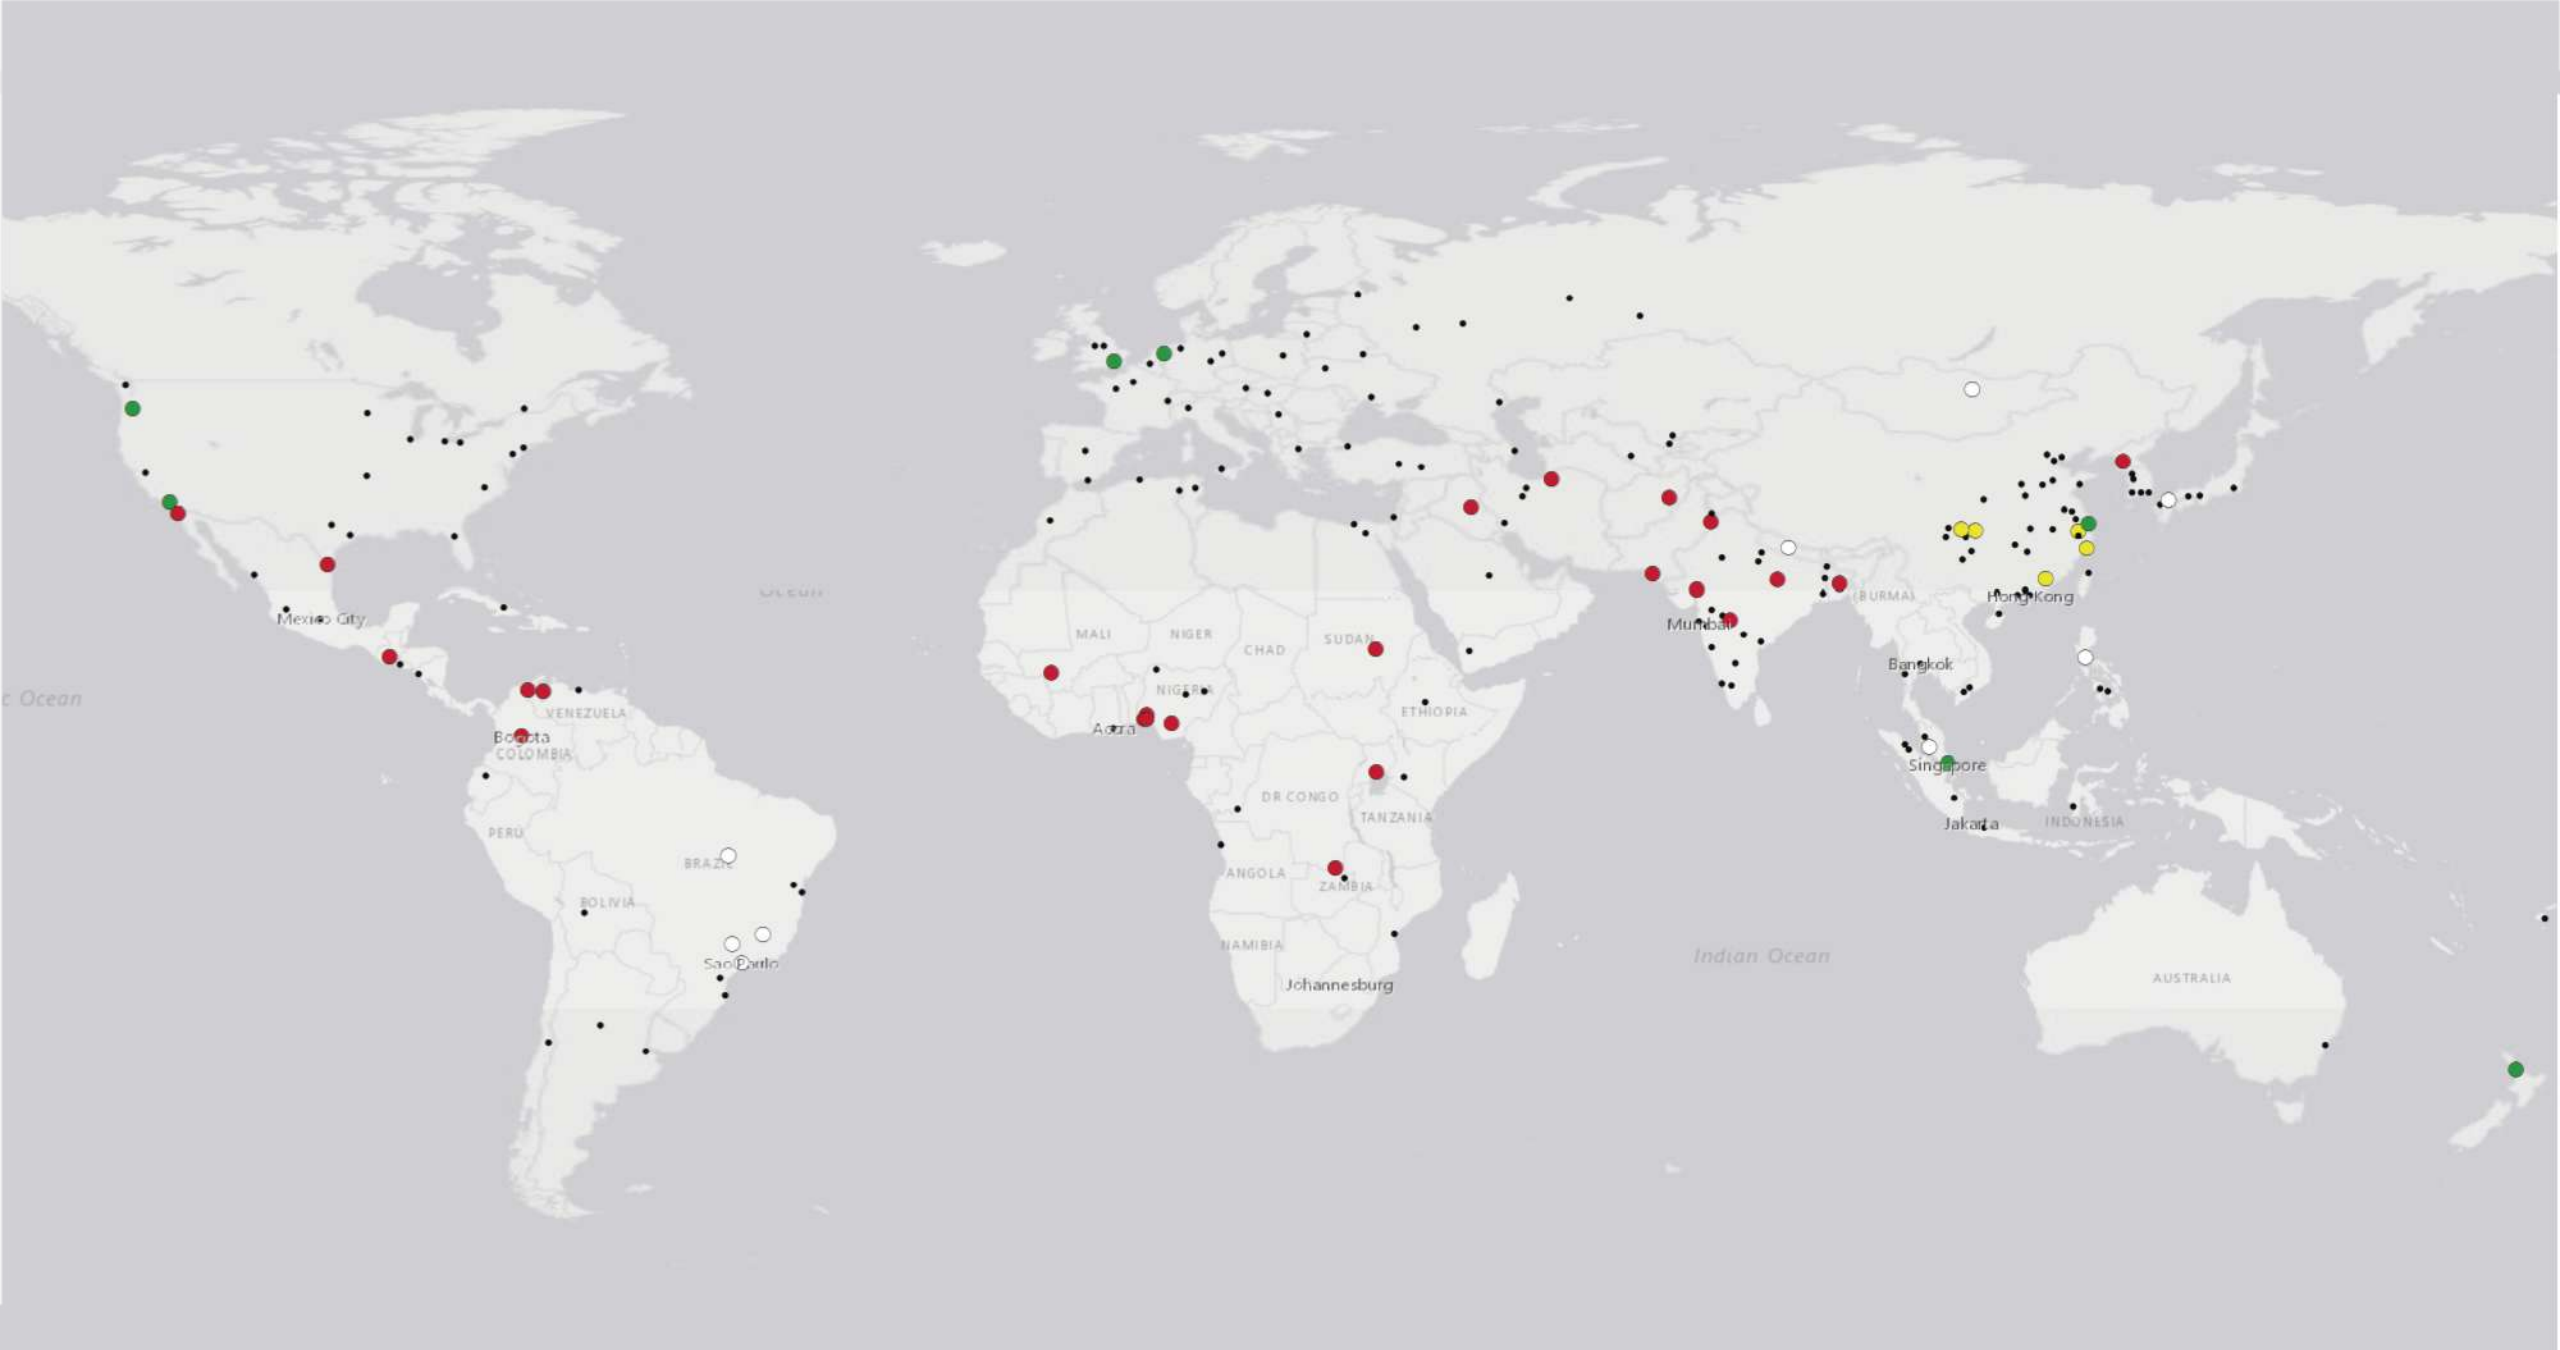 Ocean
(BURMA)
Hong Kong
Mexico City
Mumbai
MALI
NIGER
SUDAN
CHAD
Bangkok
c Ocean
NIGERIA
VENEZUELA
ETHIOPIA
Accra
Bogota
COLOMBIA
Singapore
DR CONGO
TANZANIA
Jakarta
INDONESIA
PERU
BRAZIL
ANGOLA
ZAMBIA
BOLIVIA
NAMIBIA
Indian Ocean
Sao Paulo
AUSTRALIA
Johannesburg